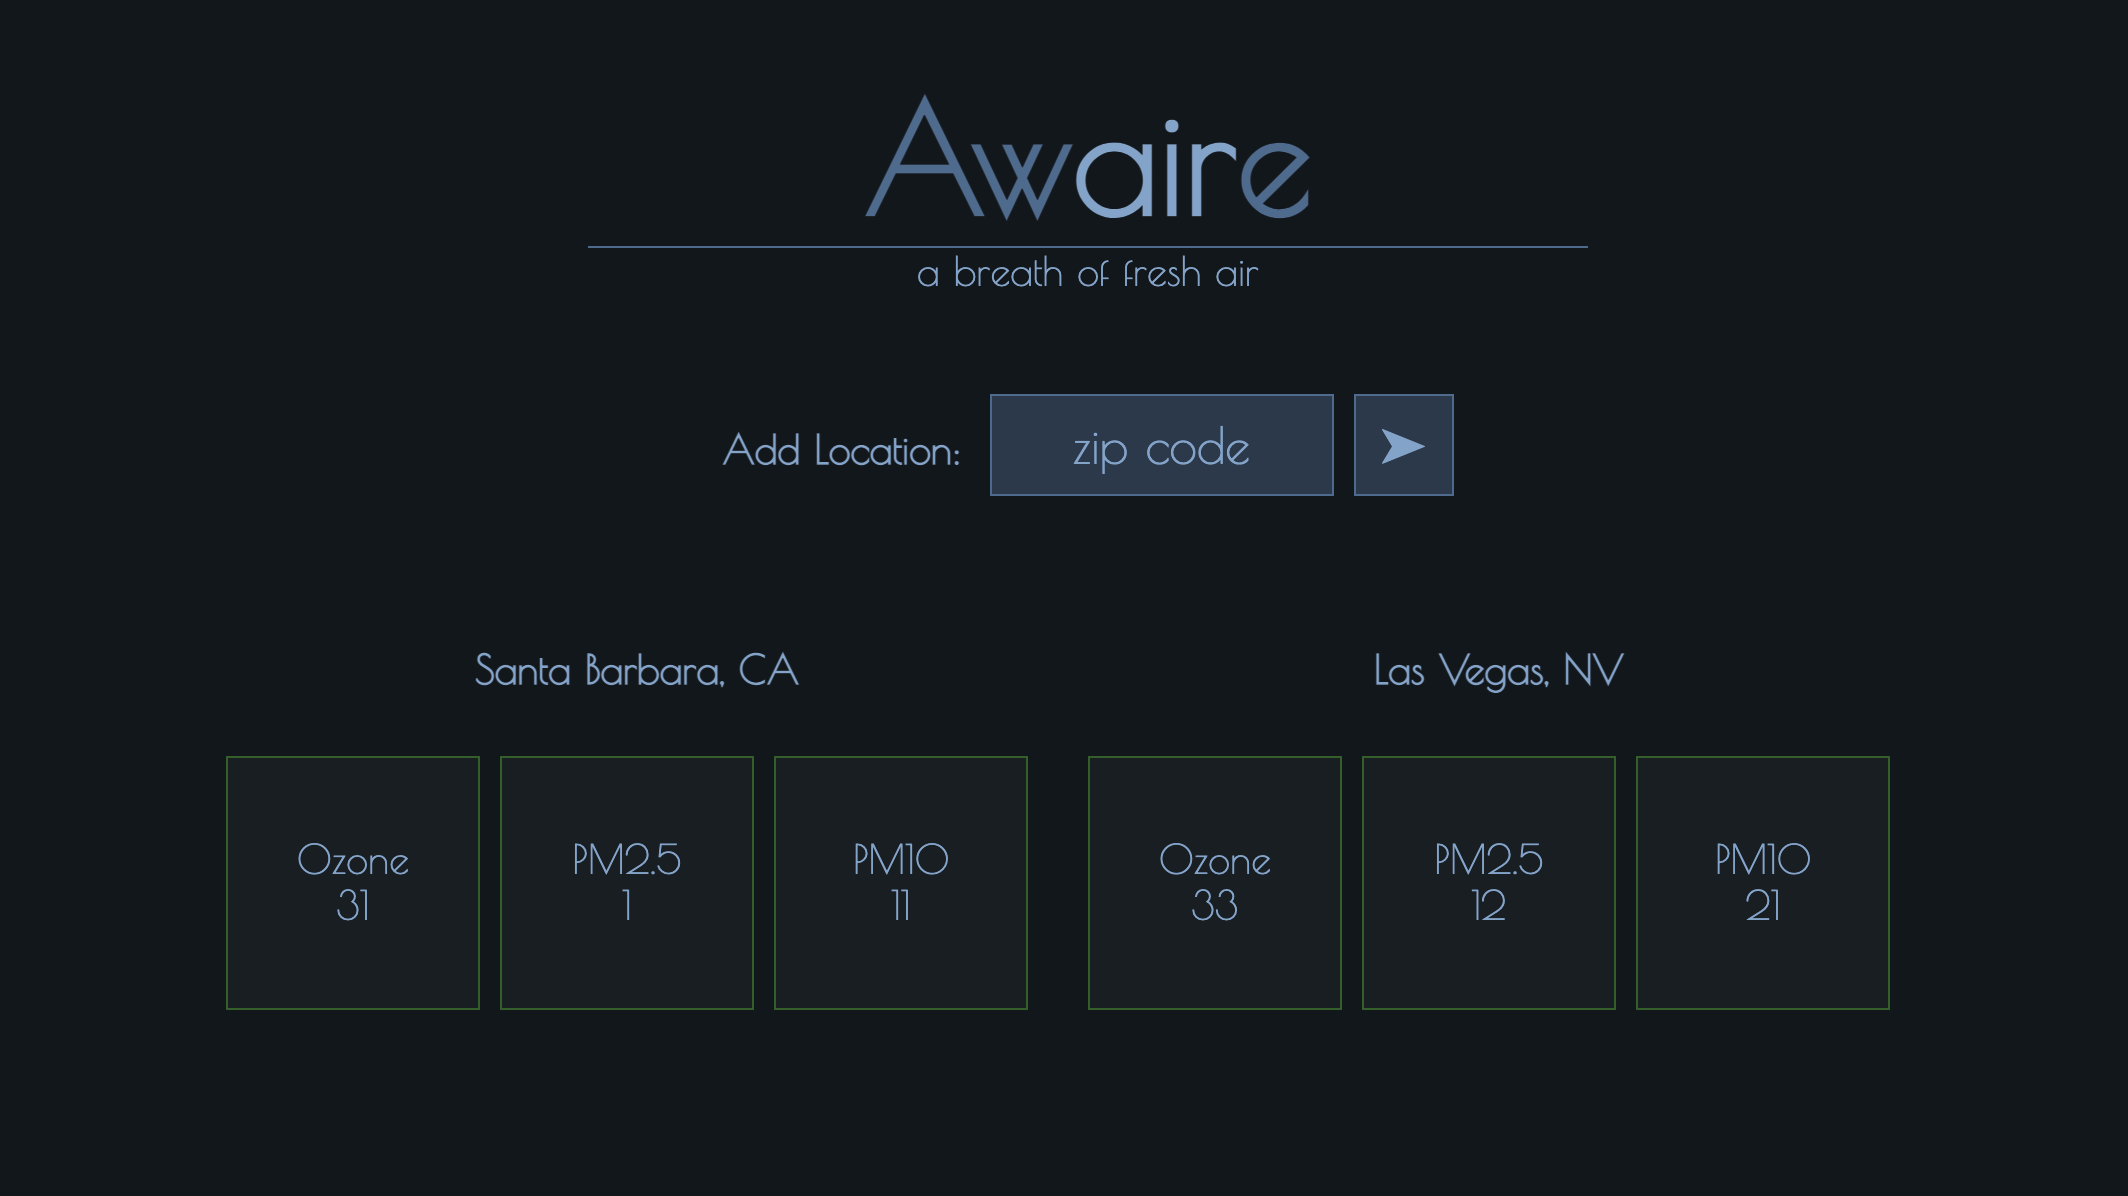 Awaire
a breath of fresh air
Add Location:
zip code
Santa Barbara, CA
Ozone
31
PM2.5
1
PM10
11
Las Vegas, NV
Ozone
33
PM2.5
12
PM10
21